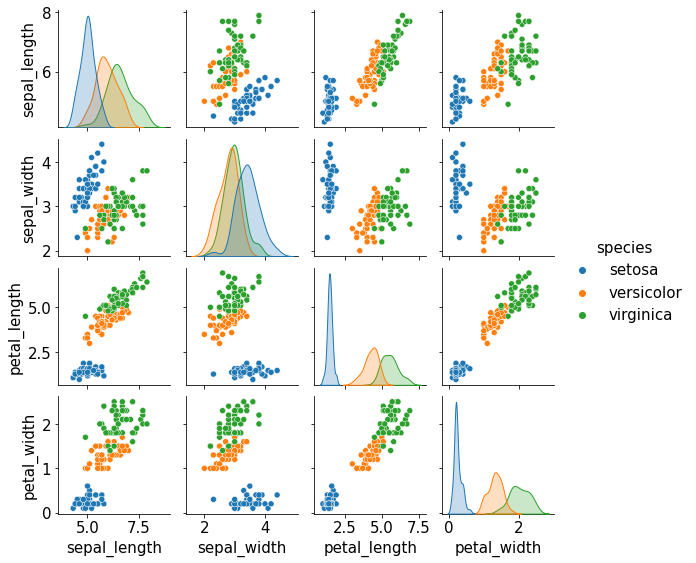 8
6
sepal_length
4
3
2
sepal_width
species
setosa
versicolor
virginica
5.0
2.5
petal_length
2
1
0
petal_width
5.0 7.5
2 4
2.5 5.0 7.5
0 2
sepal_length sepal_width petal_length petal_width